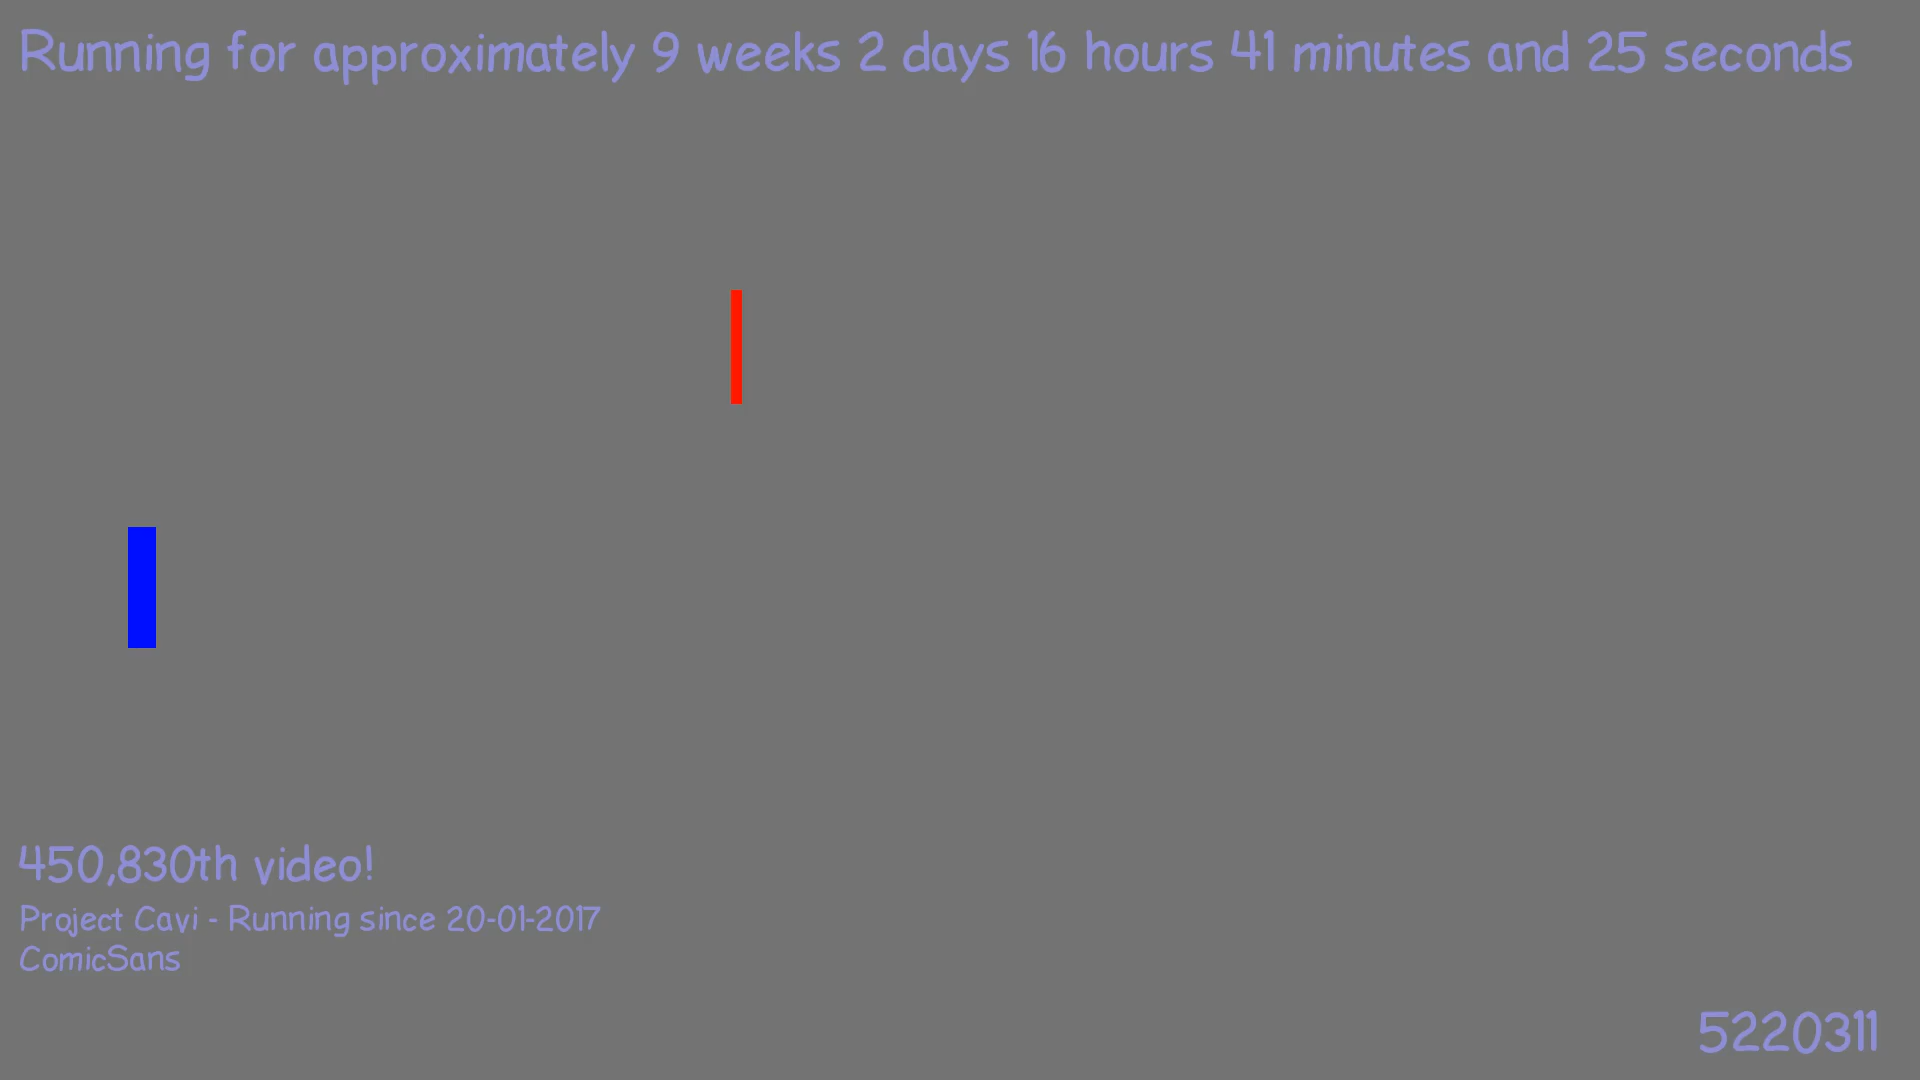 Running for approximately 9 weeks 2 days 16 hours 41 minutes and 25 seconds
450,830th video!
Project Cavi - Running since 20-01-2017
ComicSans
5220311